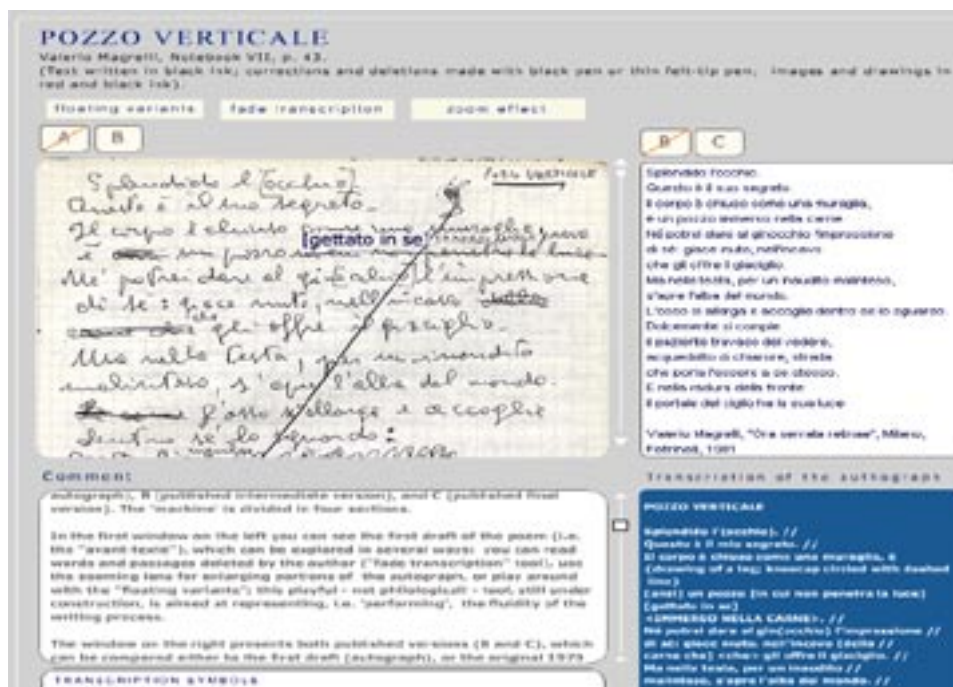 POZZO VERTICALE
Valerio Magrelli, Notebook VII, p. 43.
(Text written in black ink; corrections and deletions made with black pen or thin felt-tip pen; images and drawings in
red and black ink).
floating variants fade transcription zoom effect
A B
B C
POZZO VERTICALE
Splendido l'[occhio]
Questo è il suo segreto.
Il corpo è chiuso come una muraglia
[gettato in se]
è un pozzo
Né potrei dare al gin[occhio] l'impressione
di sé: giace muto, nell'incavo
che gli offre il giaciglio.
Ma nella testa, per un inaudito
malinteso, s'apre l'alba del mondo.
l'osso s'allarga e accoglie
dentro sé lo sguardo:
Splendido l'occhio.
Questo è il suo segreto.
Il corpo è chiuso come una muraglia,
è un pozzo immerso nella carne
Né potrei dare al ginocchio l'impressione
di sé: giace muto, nell'incavo
che gli offre il giaciglio.
Ma nella testa, per un inaudito malinteso,
s'apre l'alba del mondo.
L'osso si allarga e accoglie dentro se lo sguardo.
Dolcemente si compie
il paziente travaso del vedere,
acquedotto di chiarore, strada
che porta l'essere a se stesso.
E nella radura della fronte
il portale del ciglio ha la sua luce
Valerio Magrelli, "Ora serrata retinae", Milano,
Feltrinelli, 1981
Comment
autograph), B (published intermediate version), and C (published final
version). The 'machine' is divided in four sections.
In the first window on the left you can see the first draft of the poem (i.e.
the "avant-texte"), which can be explored in several ways: you can read
words and passages deleted by the author ("fade transcription" tool), use
the zooming lens for enlarging portions of the autograph, or play around
with the "floating variants"; this playful - not philological! - tool, still under
construction, is aimed at representing, i.e. 'performing', the fluidity of the
writing process.
The window on the right presents both published versions (B and C), which
can be compared either to the first draft (autograph), or the original 1979
TRANSCRIPTION SYMBOLS
Transcription of the autograph
POZZO VERTICALE
Splendido l'[occhio]. //
Questo è il mio segreto. //
Il corpo è chiuso come una muraglia, è
(drawing of a leg; kneecap circled with dashed
line)
[anzi] un pozzo [in cui non penetra la luce]
[gettato in se]
<IMMERSO NELLA CARNE>. //
Né potrei dare al gin[occhio] l'impressione //
di sé: giace muto, nell'incavo [della //
carne che] <che> gli offre il giaciglio. //
Ma nella testa, per un inaudito //
malinteso, s'apre l'alba del mondo. //